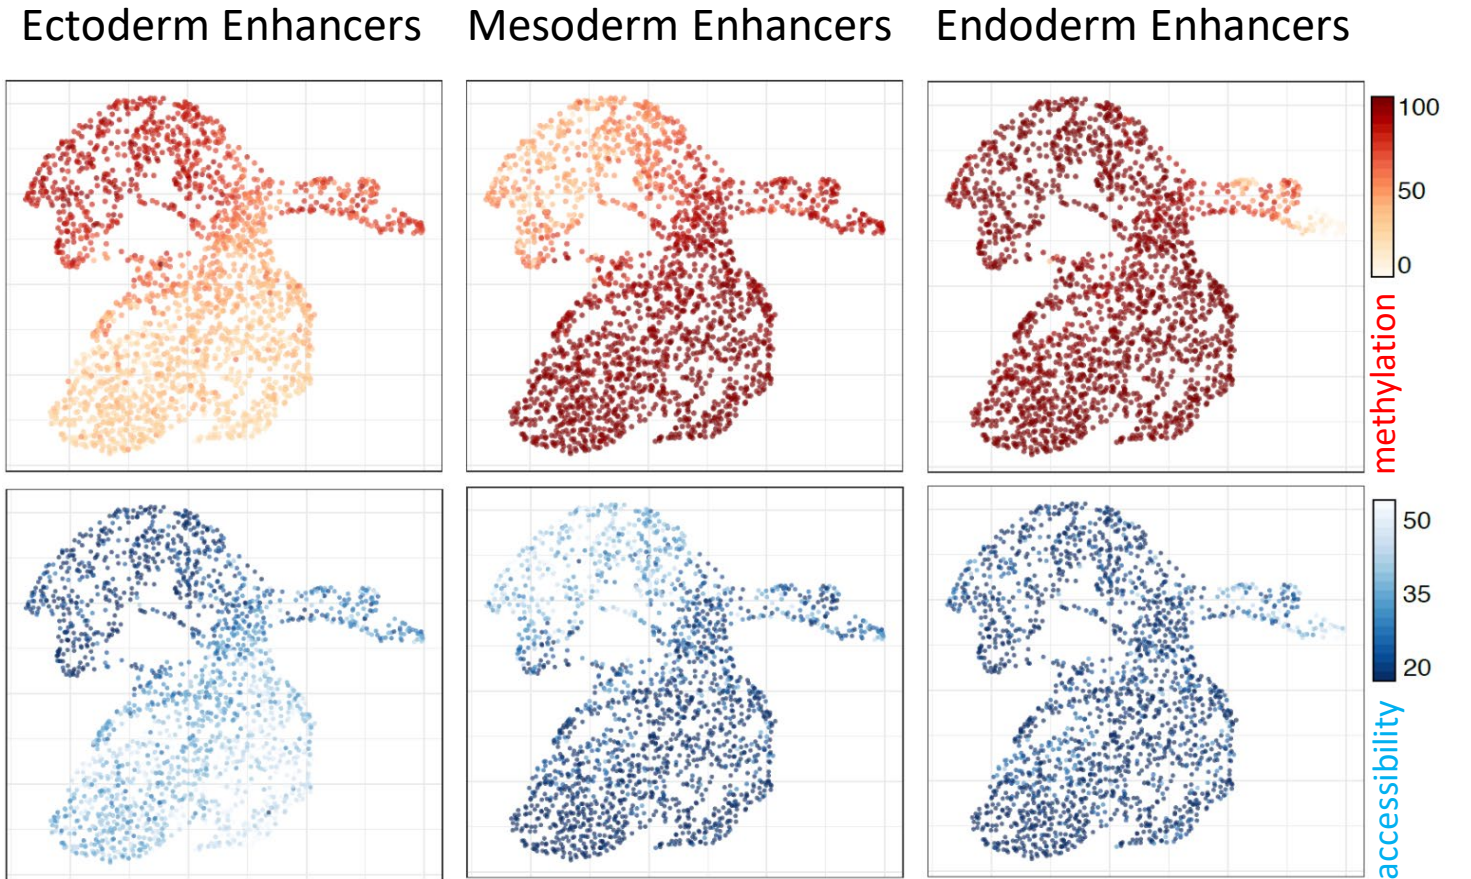 Ectoderm Enhancers
Mesoderm Enhancers
Endoderm Enhancers
100
50
0
methylation
50
35
20
accessibility